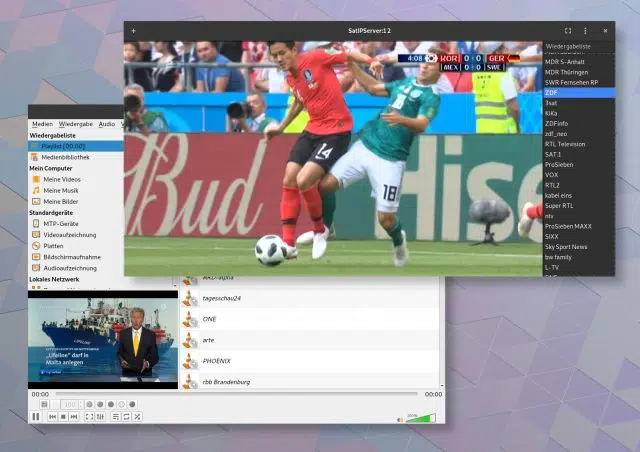 SatIPServer:12
4:08 KOR 0 0 GER
MEX 0 0 SWE
14
18
Bud
Hise
Wiedergabeliste
MDR S-Anhalt
MDR Thüringen
SWR Fernsehen RP
ZDF
3sat
KiKa
ZDFinfo
zdf_neo
RTL Television
SAT.1
ProSieben
VOX
RTL2
kabel eins
Super RTL
ntv
ProSieben MAXX
SIXX
Sky Sport News
bw family
L-TV
Medien Wiedergabe Audio
Wiedergabeliste
Playlist [00:00]
Medienbibliothek
Mein Computer
Meine Videos
Meine Musik
Meine Bilder
Standardgeräte
MTP-Geräte
Videoaufzeichnung
Platten
Bildschirmaufnahme
Audioaufzeichnung
Lokales Netzwerk
tagesschau24
ONE
arte
PHOENIX
rbb Brandenburg
„Lifeline“ darf in
Malta anlegen
00:00
00:00
100